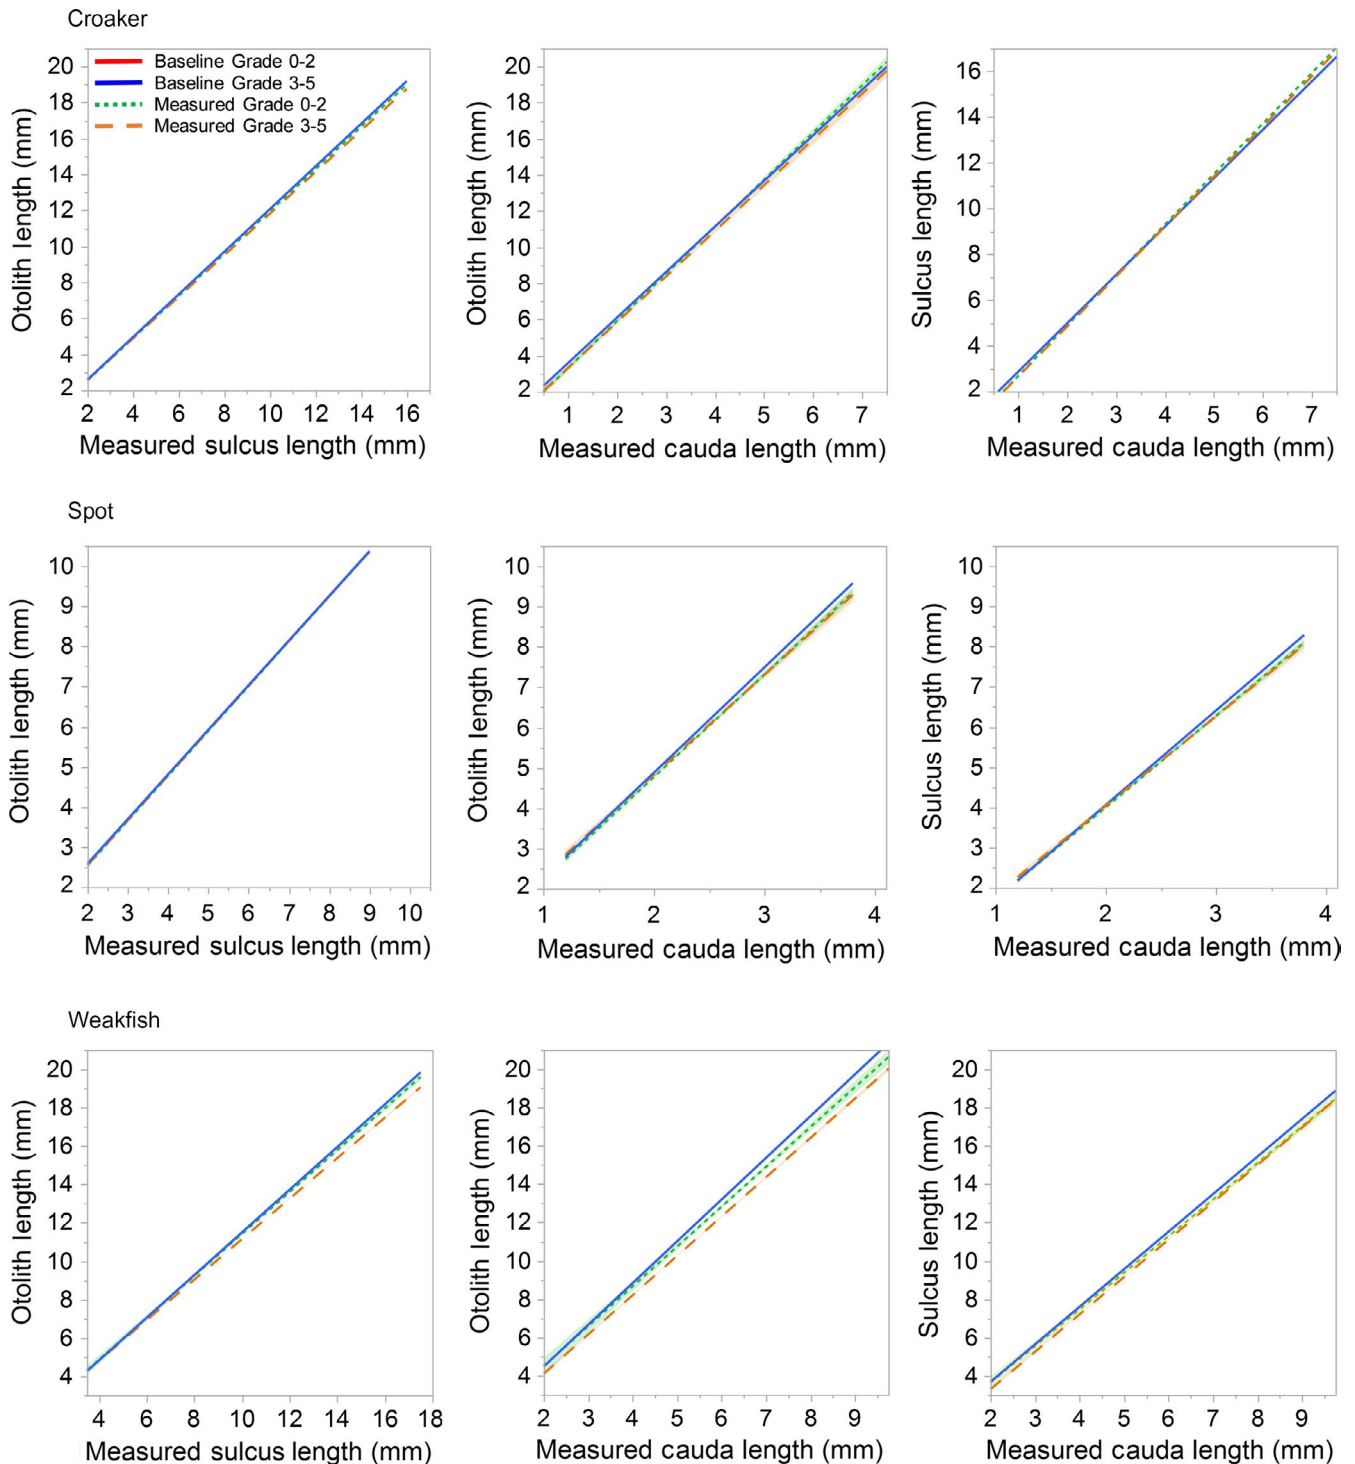 Croaker
Baseline Grade 0-2
Baseline Grade 3-5
Measured Grade 0-2
Measured Grade 3-5
Otolith length (mm)
20
18
16
14
12
10
8
6
4
2
2 4 6 8 10 12 14 16
Measured sulcus length (mm)
Otolith length (mm)
20
18
16
14
12
10
8
6
4
2
1 2 3 4 5 6 7
Measured cauda length (mm)
Sulcus length (mm)
16
14
12
10
8
6
4
2
1 2 3 4 5 6 7
Measured cauda length (mm)
Spot
Otolith length (mm)
10
9
8
7
6
5
4
3
2
2 3 4 5 6 7 8 9 10
Measured sulcus length (mm)
Otolith length (mm)
10
9
8
7
6
5
4
3
2
1 2 3 4
Measured cauda length (mm)
Sulcus length (mm)
10
9
8
7
6
5
4
3
2
1 2 3 4
Measured cauda length (mm)
Weakfish
Otolith length (mm)
20
18
16
14
12
10
8
6
4
4 6 8 10 12 14 16 18
Measured sulcus length (mm)
Otolith length (mm)
20
18
16
14
12
10
8
6
4
2 3 4 5 6 7 8 9
Measured cauda length (mm)
Sulcus length (mm)
20
18
16
14
12
10
8
6
4
2 3 4 5 6 7 8 9
Measured cauda length (mm)